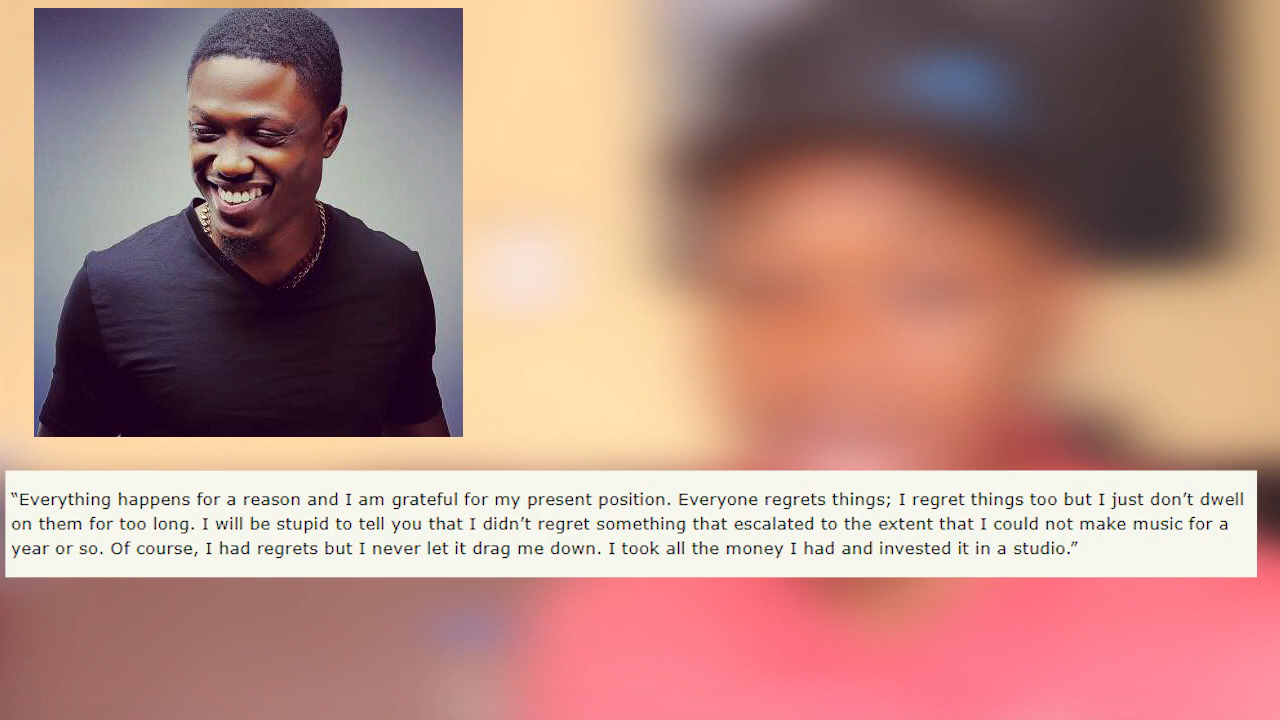 “Everything happens for a reason and I am grateful for my present position. Everyone regrets things; I regret things too but I just don’t dwell
on them for too long. I will be stupid to tell you that I didn’t regret something that escalated to the extent that I could not make music for a
year or so. Of course, I had regrets but I never let it drag me down. I took all the money I had and invested it in a studio.”